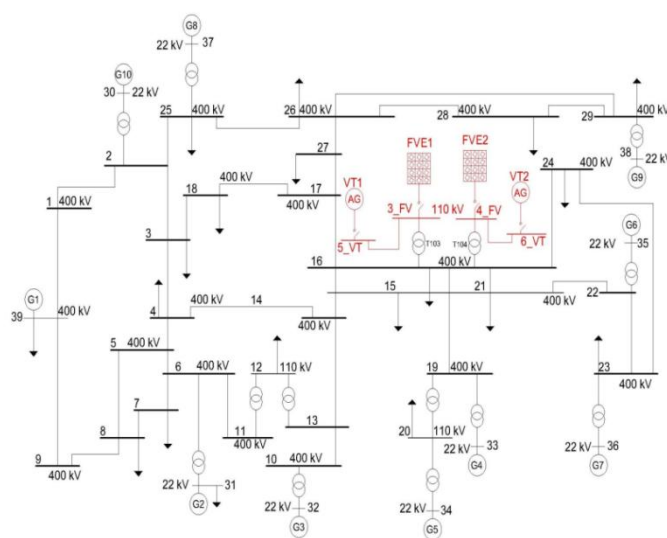 G8
22 kV 37
G10
30 22 kV
25 400 kV
26 400 kV
28 400 kV
29 400 kV
2
27
FVE1 FVE2
24 400 kV
38 22 kV
G9
400 kV
18
17
400 kV
VT1
AG
VT2
AG
1 400 kV
3_FV 110 kV 4_FV
G6
22 kV 35
3
5_VT
T103
T104
6_VT
16 400 kV
G1
39 400 kV
4 400 kV 14
400 kV
15 21
400 kV 22
5 400 kV
6 400 kV
12 110 kV
19 400 kV
23
400 kV
7
8
11
400 kV
13
20 110 kV
22 kV 33
G4
22 kV 36
G7
9
400 kV
10 400 kV
22 kV 31
G2
22 kV 32
G3
22 kV 34
G5